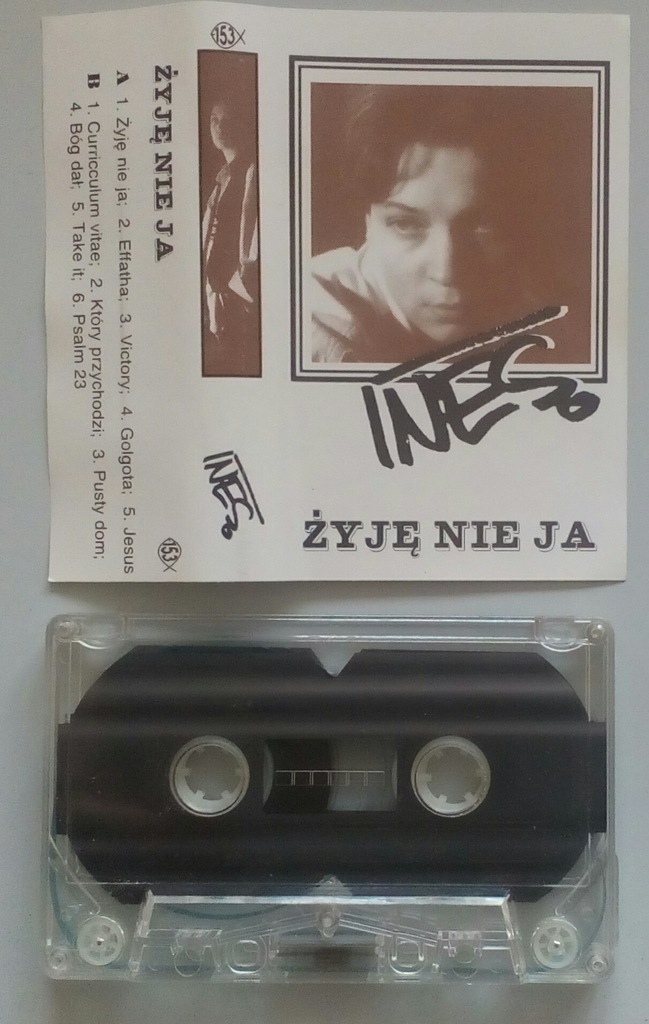 INES
ŻYJĘ NIE JA
INES
153
153
ŻYJĘ NIE JA
A 1. Żyję nie ja; 2. Effatha; 3. Victory; 4. Golgota; 5. Jesus
B 1. Curricculum vitae; 2. Który przychodzi; 3. Pusty dom;
4. Bóg dał; 5. Take it; 6. Psalm 23